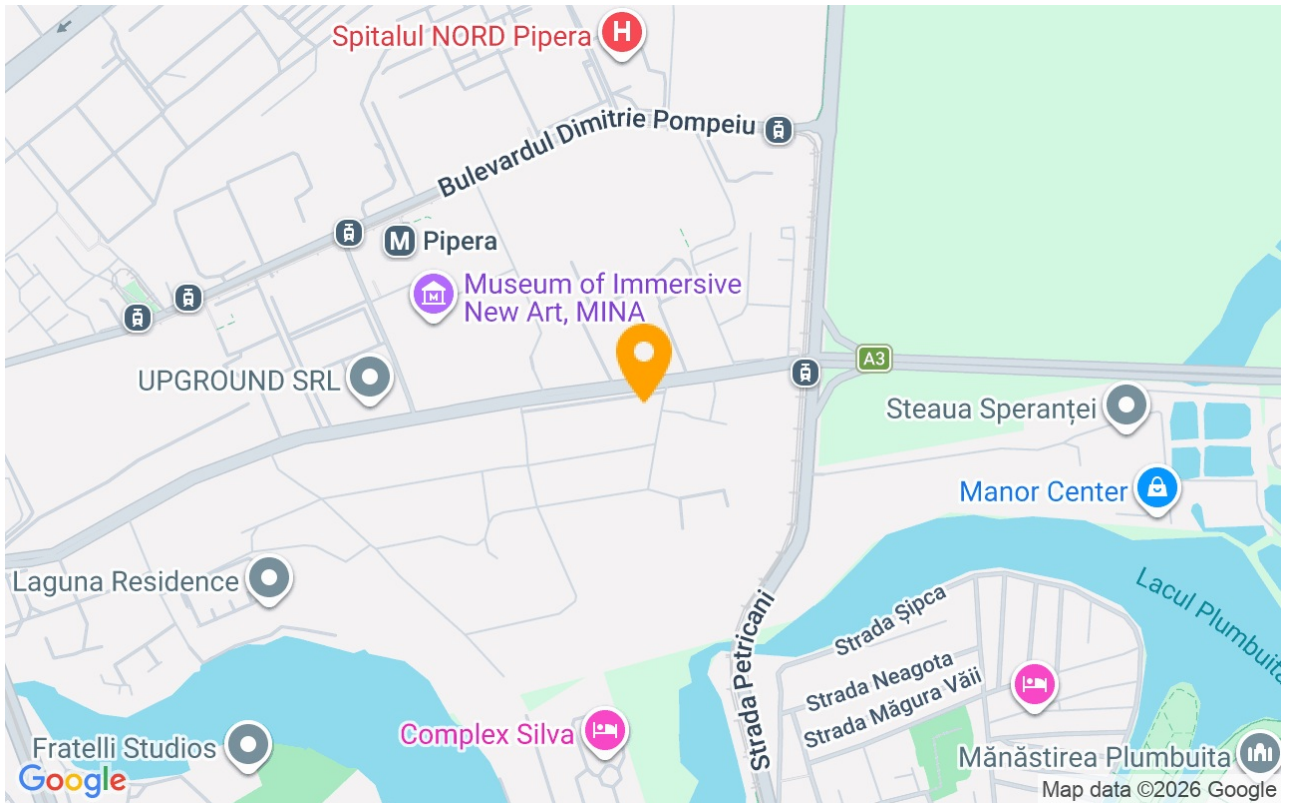 Spitalul NORD Pipera
H
Bulevardul Dimitrie Pompeiu
M Pipera
Museum of Immersive
New Art, MINA
UPGROUND SRL
A3
Steaua Speranței
Manor Center
Laguna Residence
Lacul Plumbuita
Strada Șipca
Strada Neagota
Strada Măgura Văii
Strada Petricani
Complex Silva
Fratelli Studios
Mănăstirea Plumbuita
Google
Map data ©2026 Google